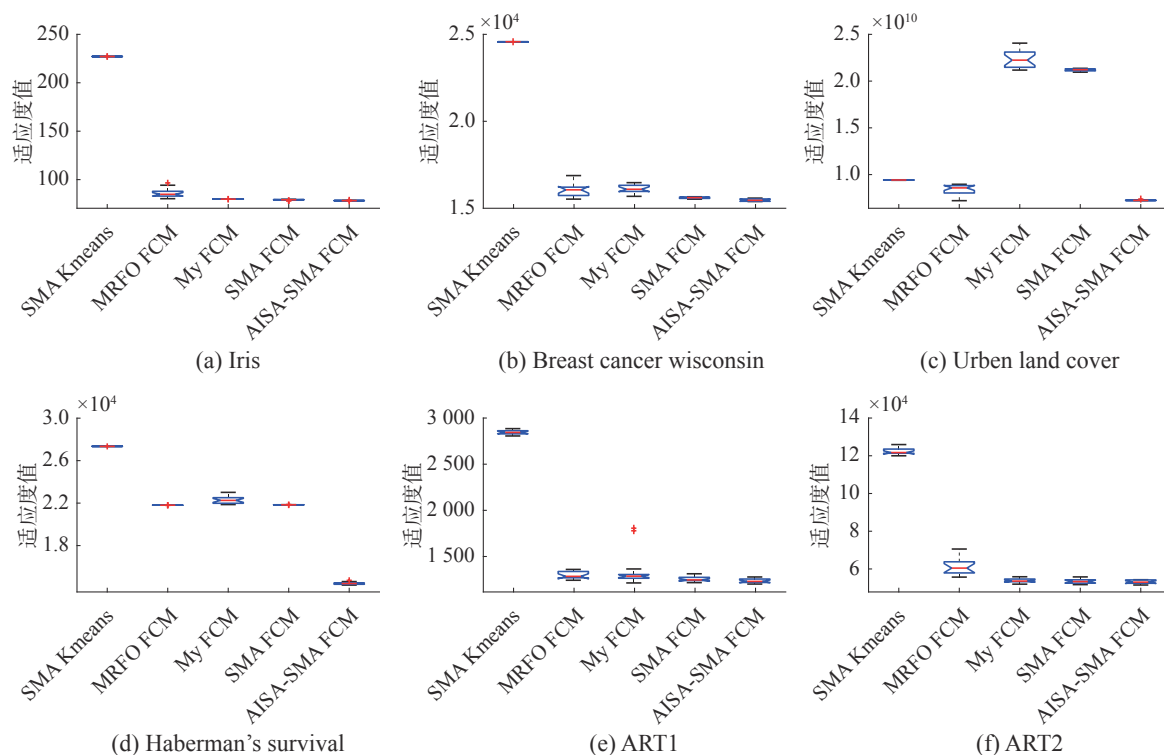 250
200
150
100
适应度值
SMA Kmeans
MRFO FCM
My FCM
SMA FCM
AISA-SMA FCM
(a) Iris
×10⁴
2.5
2.0
1.5
适应度值
SMA Kmeans
MRFO FCM
My FCM
SMA FCM
AISA-SMA FCM
(b) Breast cancer wisconsin
×10¹⁰
2.5
2.0
1.0
适应度值
SMA Kmeans
MRFO FCM
My FCM
SMA FCM
AISA-SMA FCM
(c) Urben land cover
×10⁴
3.0
2.6
2.2
1.8
适应度值
SMA Kmeans
MRFO FCM
My FCM
SMA FCM
AISA-SMA FCM
(d) Haberman's survival
3 000
2 500
1 500
适应度值
SMA Kmeans
MRFO FCM
My FCM
SMA FCM
AISA-SMA FCM
(e) ART1
×10⁴
14
12
6
适应度值
SMA Kmeans
MRFO FCM
My FCM
SMA FCM
AISA-SMA FCM
(f) ART2